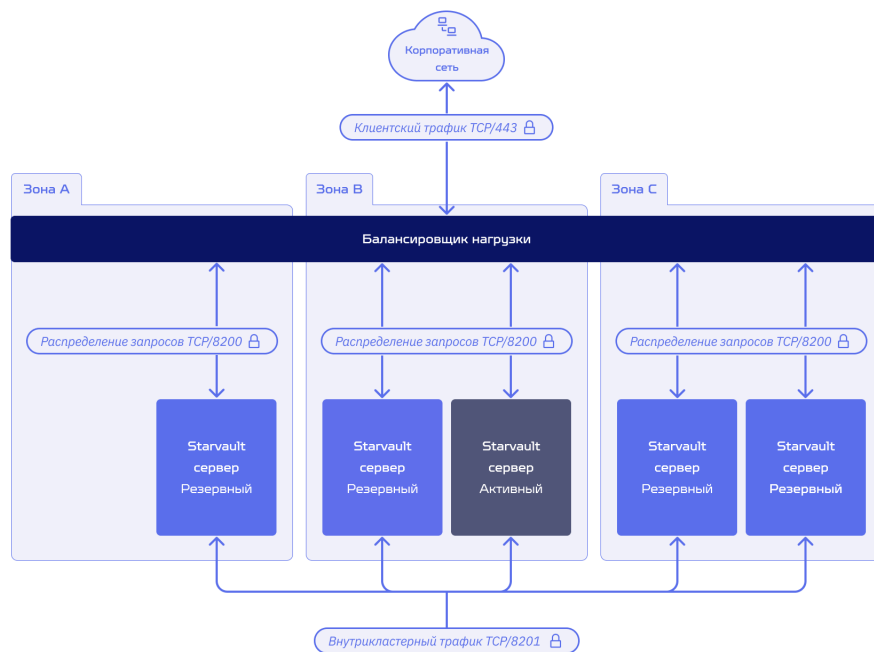 Корпоративная
сеть
Клиентский трафик TCP/443
Зона A
Зона B
Зона C
Балансировщик нагрузки
Распределение запросов TCP/8200
Распределение запросов TCP/8200
Распределение запросов TCP/8200
Starvault
сервер
Резервный
Starvault
сервер
Резервный
Starvault
сервер
Активный
Starvault
сервер
Резервный
Starvault
сервер
Резервный
Внутрикластерный трафик TCP/8201